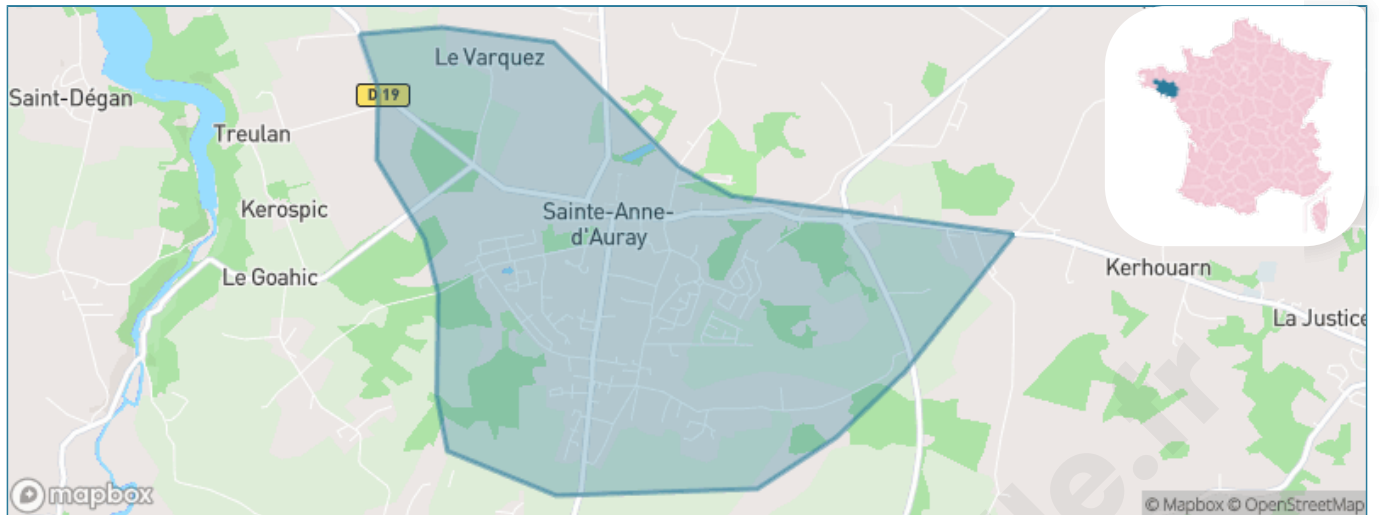 Le Varquez
D 19
Saint-Dégan
Treulan
Kerospic
Sainte-Anne-
d'Auray
Le Goahic
Kerhouarn
La Justice
mapbox
© Mapbox © OpenStreetMap